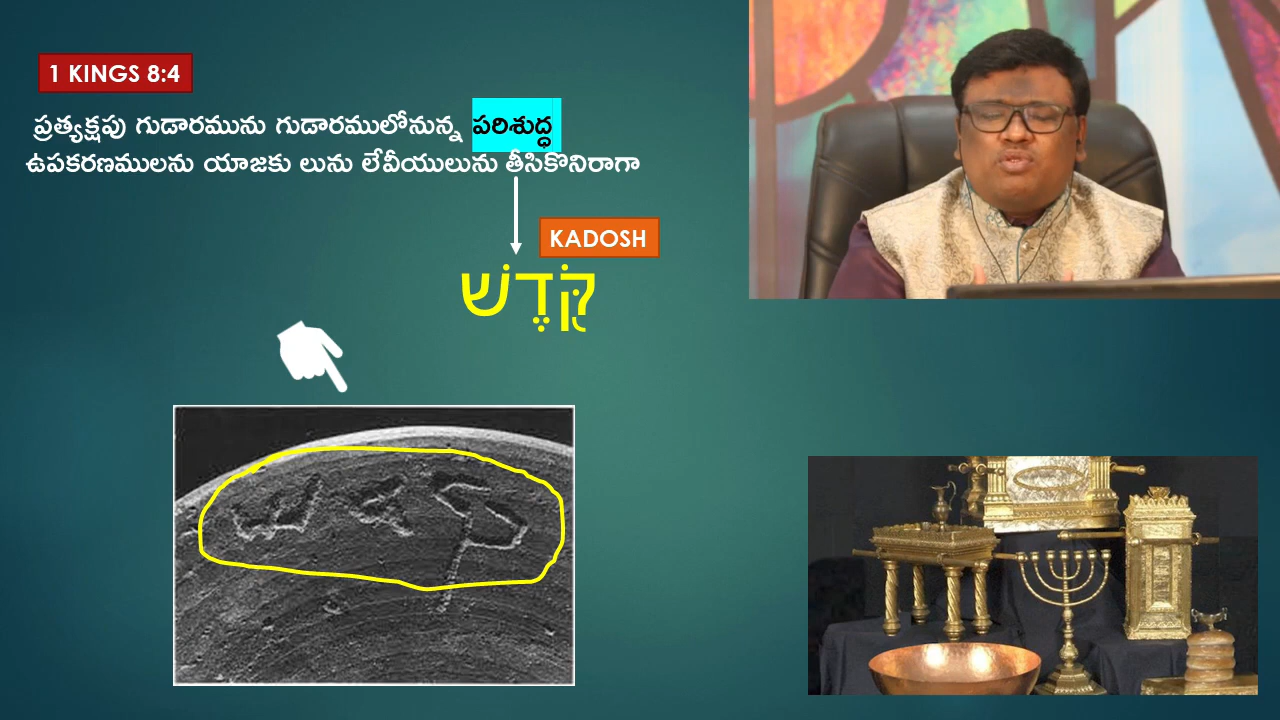 1 KINGS 8:4
ప్రత్యక్షపు గుడారమును గుడారములోనున్న పరిశుద్ధ
ఉపకరణములను యాజకు లును లేవీయులును తీసికొనిరాగా
KADOSH
קֹּ֖דֶשׁ